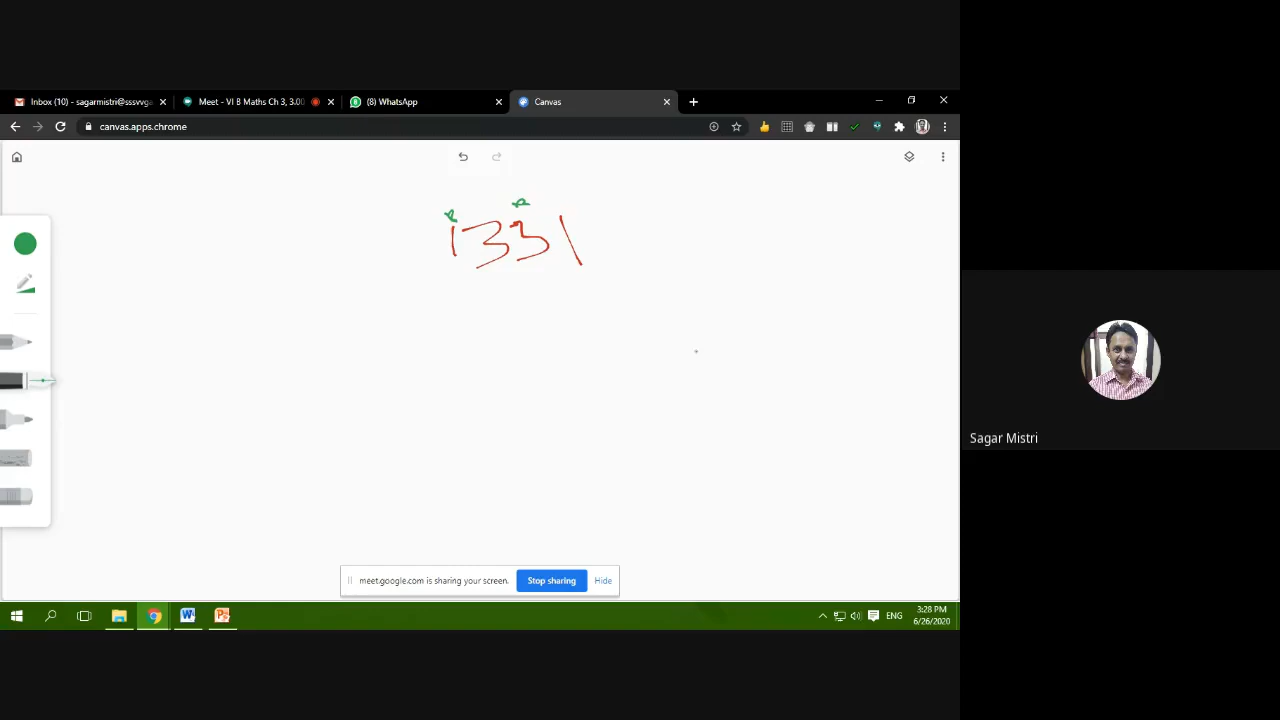 Inbox (10) - sagarmistri@sssvvga
Meet - VI B Maths Ch 3, 3.00
(8) WhatsApp
Canvas
canvas.apps.chrome
1331
Sagar Mistri
meet.google.com is sharing your screen.
Stop sharing
Hide
ENG
3:28 PM
6/26/2020